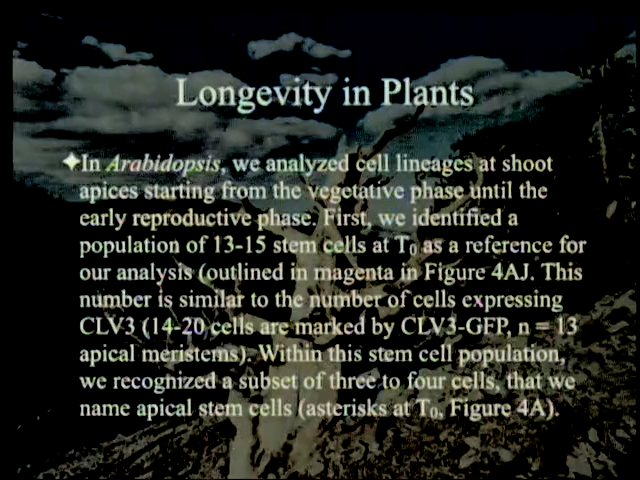 Longevity in Plants
✦In Arabidopsis, we analyzed cell lineages at shoot
apices starting from the vegetative phase until the
early reproductive phase. First, we identified a
population of 13-15 stem cells at T₀ as a reference for
our analysis (outlined in magenta in Figure 4AJ. This
number is similar to the number of cells expressing
CLV3 (14-20 cells are marked by CLV3-GFP, n = 13
apical meristems). Within this stem cell population,
we recoghized a subset of three to four cells, that we
name apical stem cells (asterisks at T₀, Figure 4A).